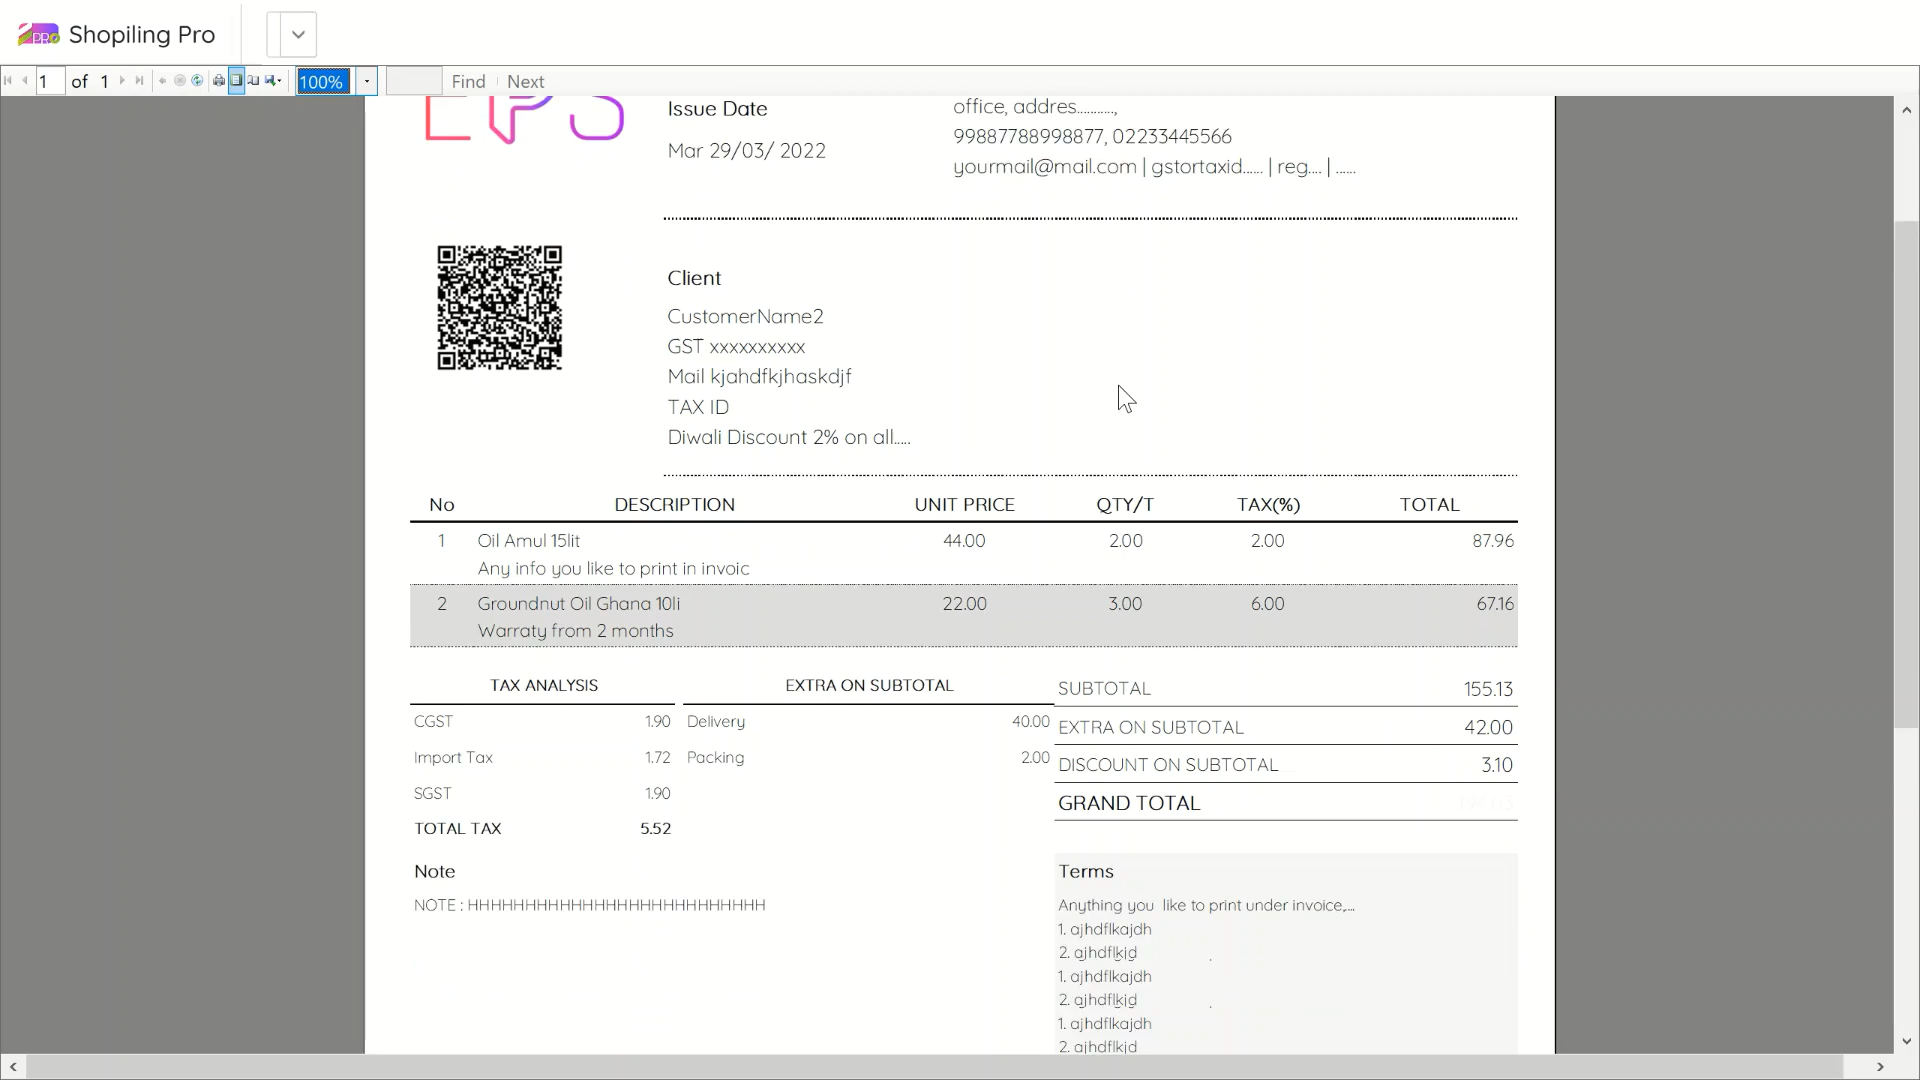 Shopiling Pro
1 of 1 100% Find Next
EPS
Issue Date
Mar 29/03/ 2022
office, addres..........,
99887788998877, 02233445566
yourmail@mail.com | gstortaxid...... | reg.... | ......
Client
CustomerName2
GST xxxxxxxxxx
Mail kjahdfkjhaskdjf
TAX ID
Diwali Discount 2% on all.....
No DESCRIPTION UNIT PRICE QTY/T TAX(%) TOTAL
1 Oil Amul 15lit 44.00 2.00 2.00 87.96
Any info you like to print in invoic
2 Groundnut Oil Ghana 10li 22.00 3.00 6.00 67.16
Warraty from 2 months
TAX ANALYSIS
CGST 1.90
Import Tax 1.72
SGST 1.90
TOTAL TAX 5.52
EXTRA ON SUBTOTAL
Delivery 40.00
Packing 2.00
SUBTOTAL 155.13
EXTRA ON SUBTOTAL 42.00
DISCOUNT ON SUBTOTAL 3.10
GRAND TOTAL
Note
NOTE : HHHHHHHHHHHHHHHHHHHHHHHHHH
Terms
Anything you like to print under invoice,...
1. ajhdflkajdh
2. ajhdflkjd .
1. ajhdflkajdh
2. ajhdflkjd .
1. ajhdflkajdh
2. ajhdflkjd